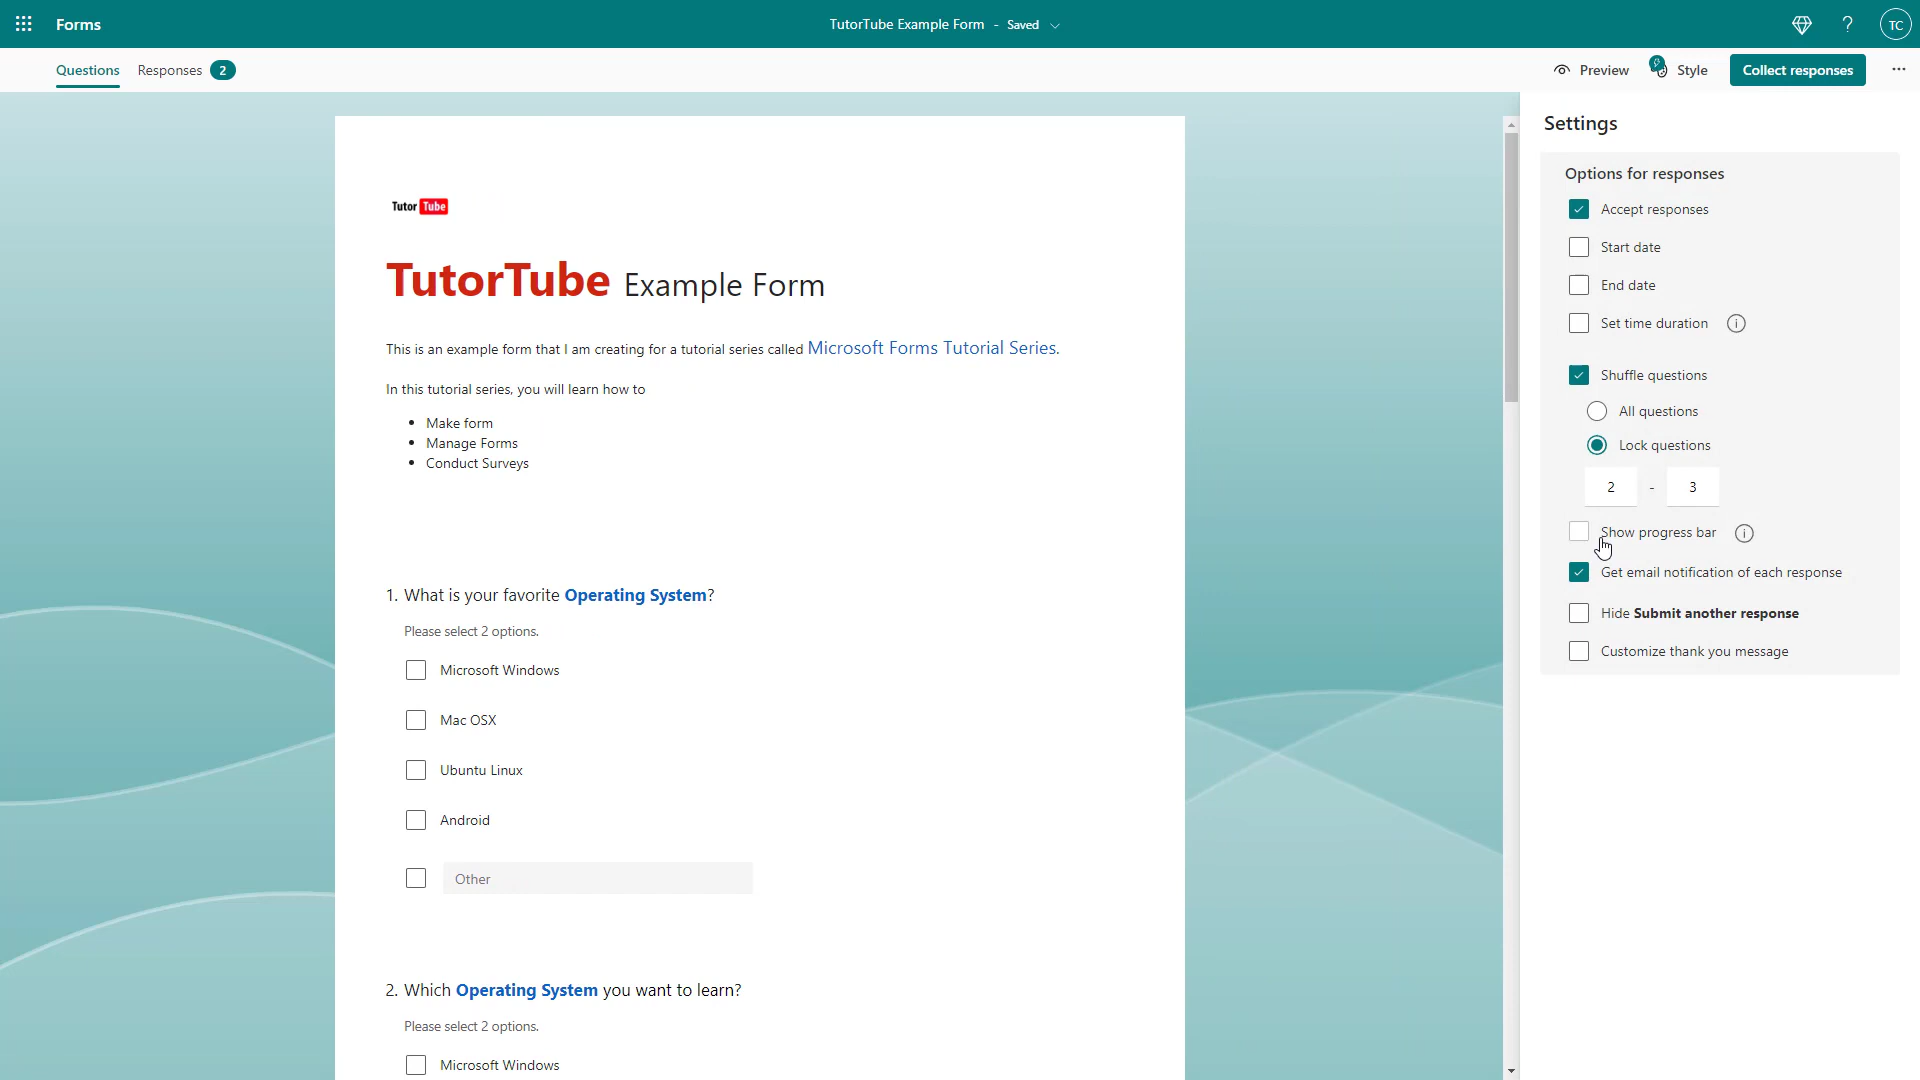 Forms
TutorTube Example Form - Saved
?
TC
Questions Responses 2
Preview Style Collect responses ...
Settings
Options for responses
Accept responses
Start date
End date
Set time duration
Shuffle questions
All questions
Lock questions
2 - 3
Show progress bar
Get email notification of each response
Hide Submit another response
Customize thank you message
Tutor Tube
TutorTube Example Form
This is an example form that I am creating for a tutorial series called Microsoft Forms Tutorial Series.
In this tutorial series, you will learn how to
• Make form
• Manage Forms
• Conduct Surveys
1. What is your favorite Operating System?
Please select 2 options.
Microsoft Windows
Mac OSX
Ubuntu Linux
Android
Other
2. Which Operating System you want to learn?
Please select 2 options.
Microsoft Windows